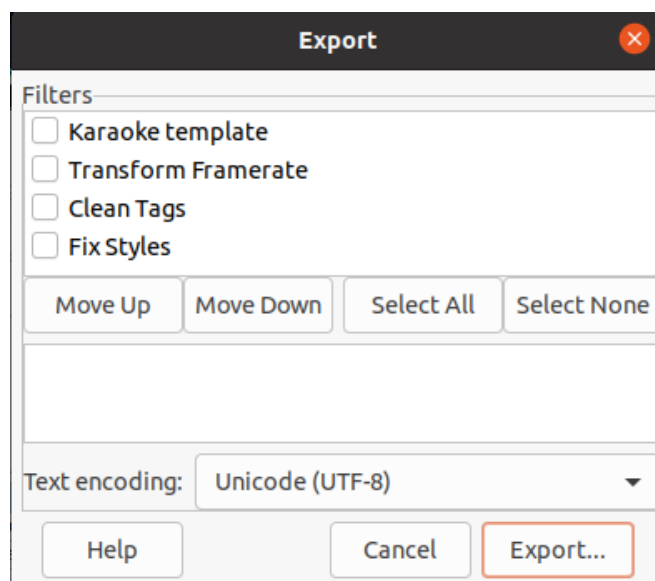 Export
Filters
Karaoke template
Transform Framerate
Clean Tags
Fix Styles
Move Up Move Down Select All Select None
Text encoding: Unicode (UTF-8)
Help Cancel Export...